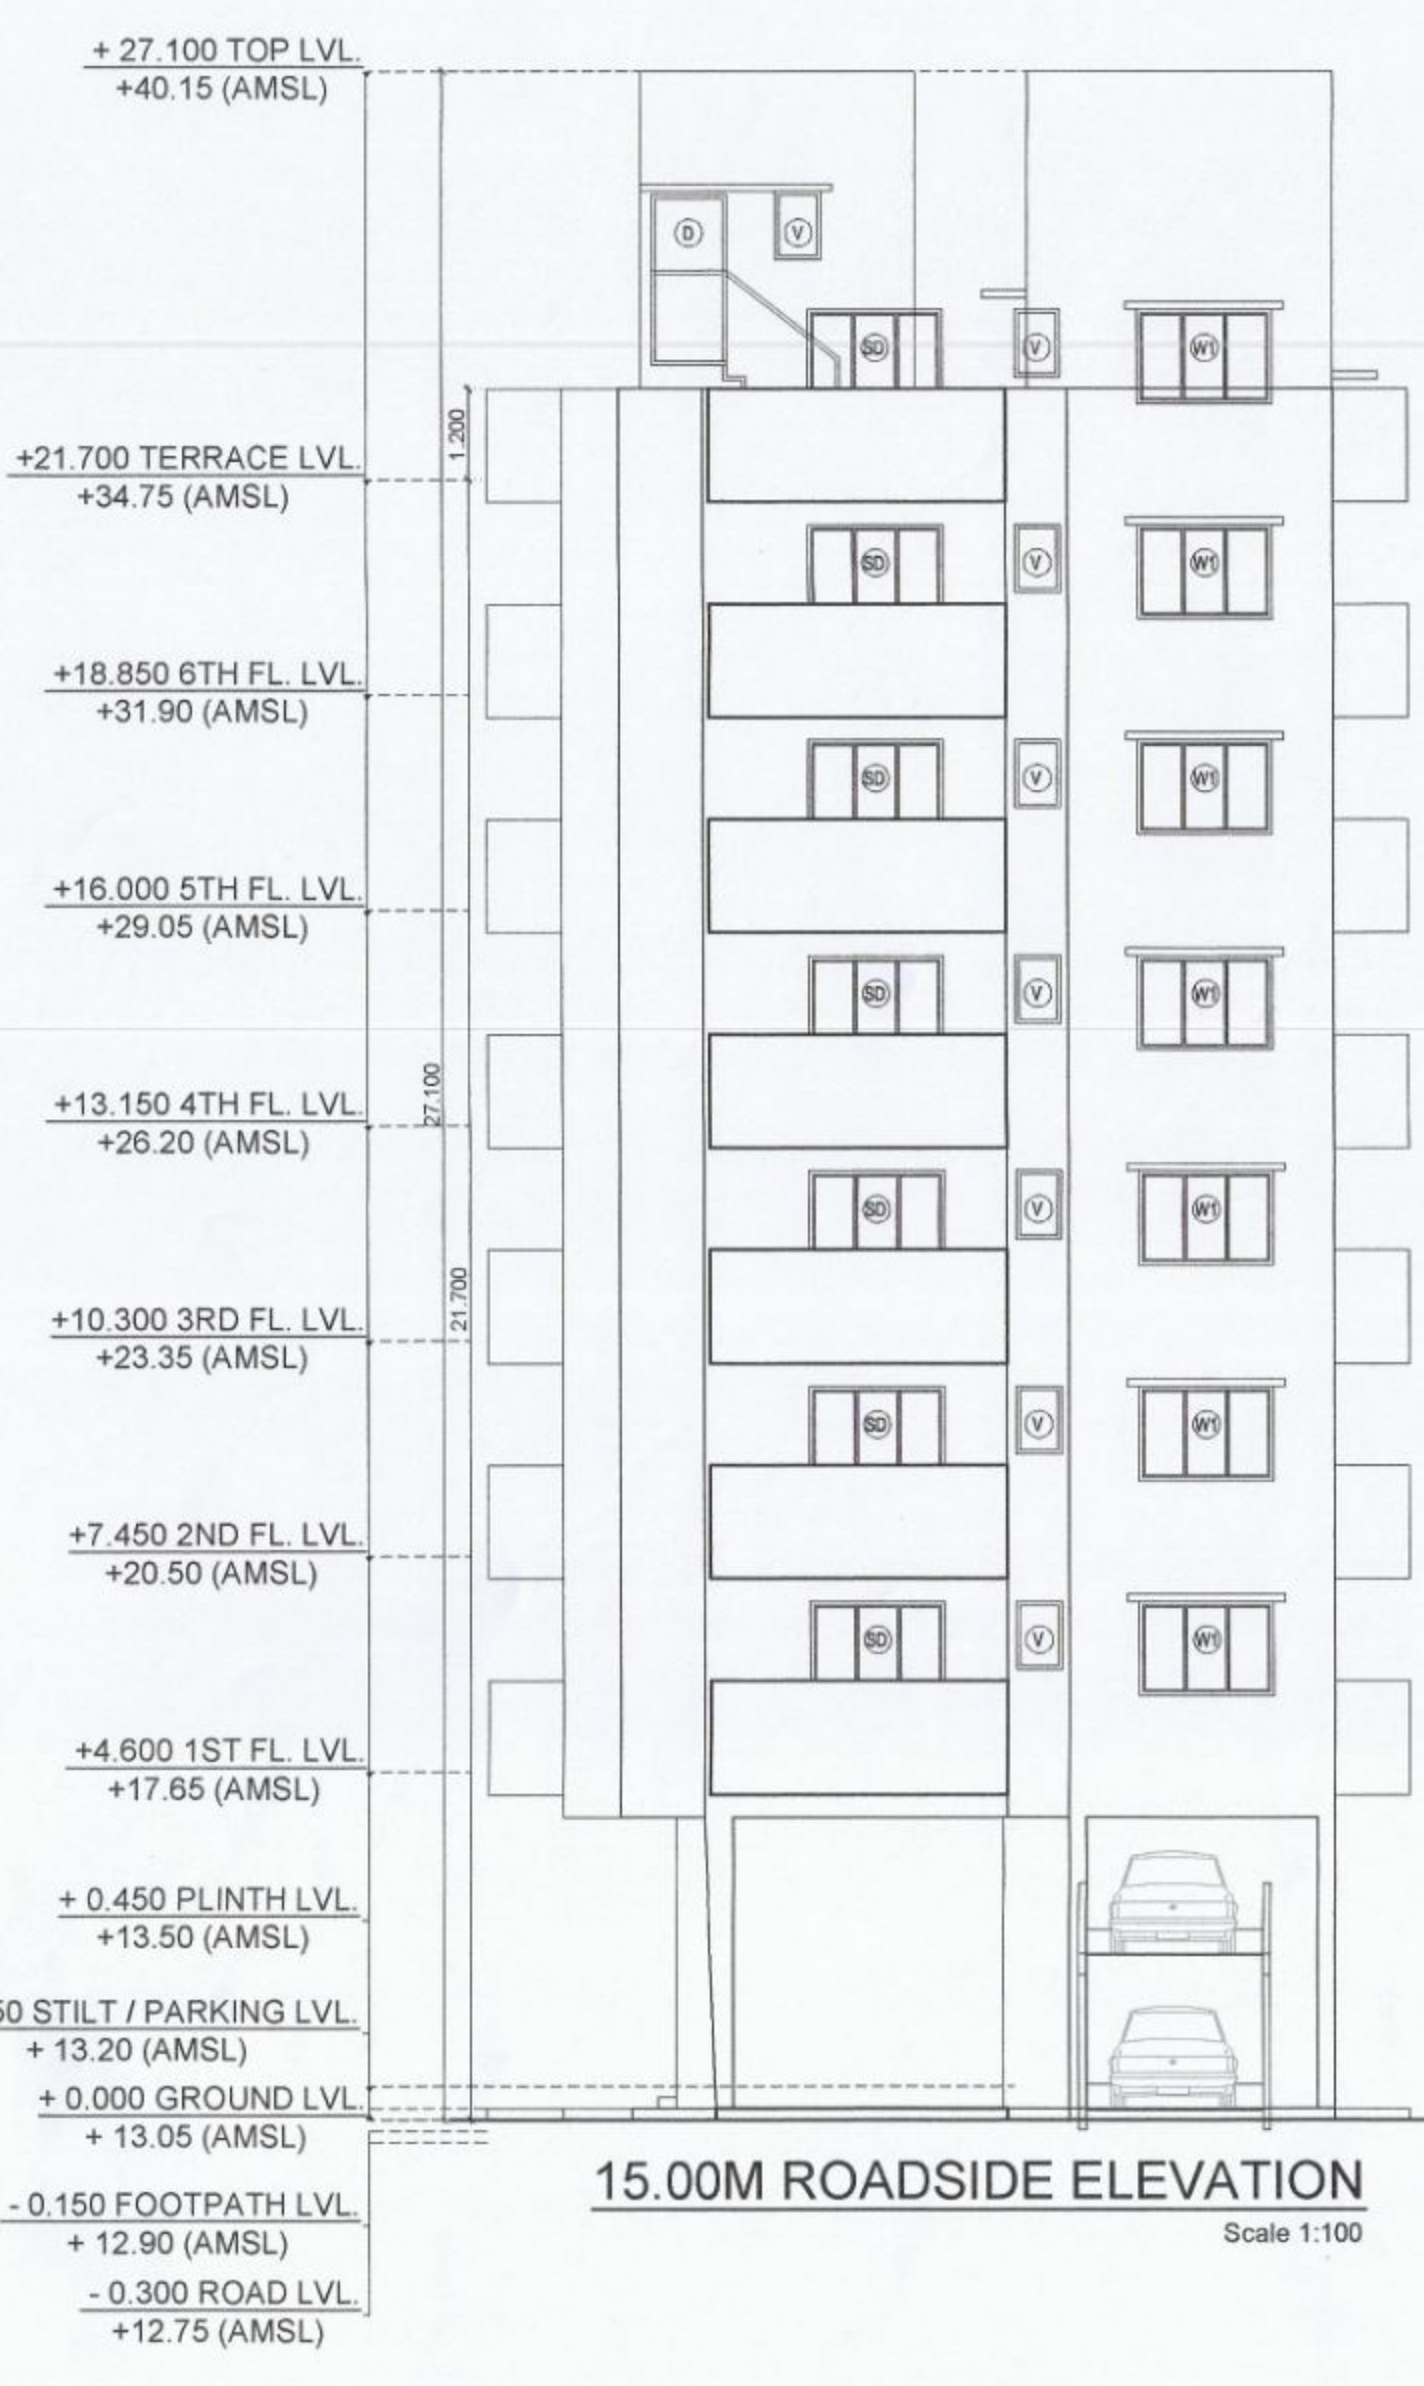 + 27.100 TOP LVL.
+40.15 (AMSL)
D
V
SD
V
W1
1.200
+21.700 TERRACE LVL.
+34.75 (AMSL)
SD
V
W1
+18.850 6TH FL. LVL.
+31.90 (AMSL)
SD
V
W1
+16.000 5TH FL. LVL.
+29.05 (AMSL)
SD
V
W1
27.100
+13.150 4TH FL. LVL.
+26.20 (AMSL)
SD
V
W1
21.700
+10.300 3RD FL. LVL.
+23.35 (AMSL)
SD
V
W1
+7.450 2ND FL. LVL.
+20.50 (AMSL)
SD
V
W1
+4.600 1ST FL. LVL.
+17.65 (AMSL)
+ 0.450 PLINTH LVL.
+13.50 (AMSL)
50 STILT / PARKING LVL.
+ 13.20 (AMSL)
+ 0.000 GROUND LVL.
+ 13.05 (AMSL)
15.00M ROADSIDE ELEVATION
Scale 1:100
- 0.150 FOOTPATH LVL.
+ 12.90 (AMSL)
- 0.300 ROAD LVL.
+12.75 (AMSL)